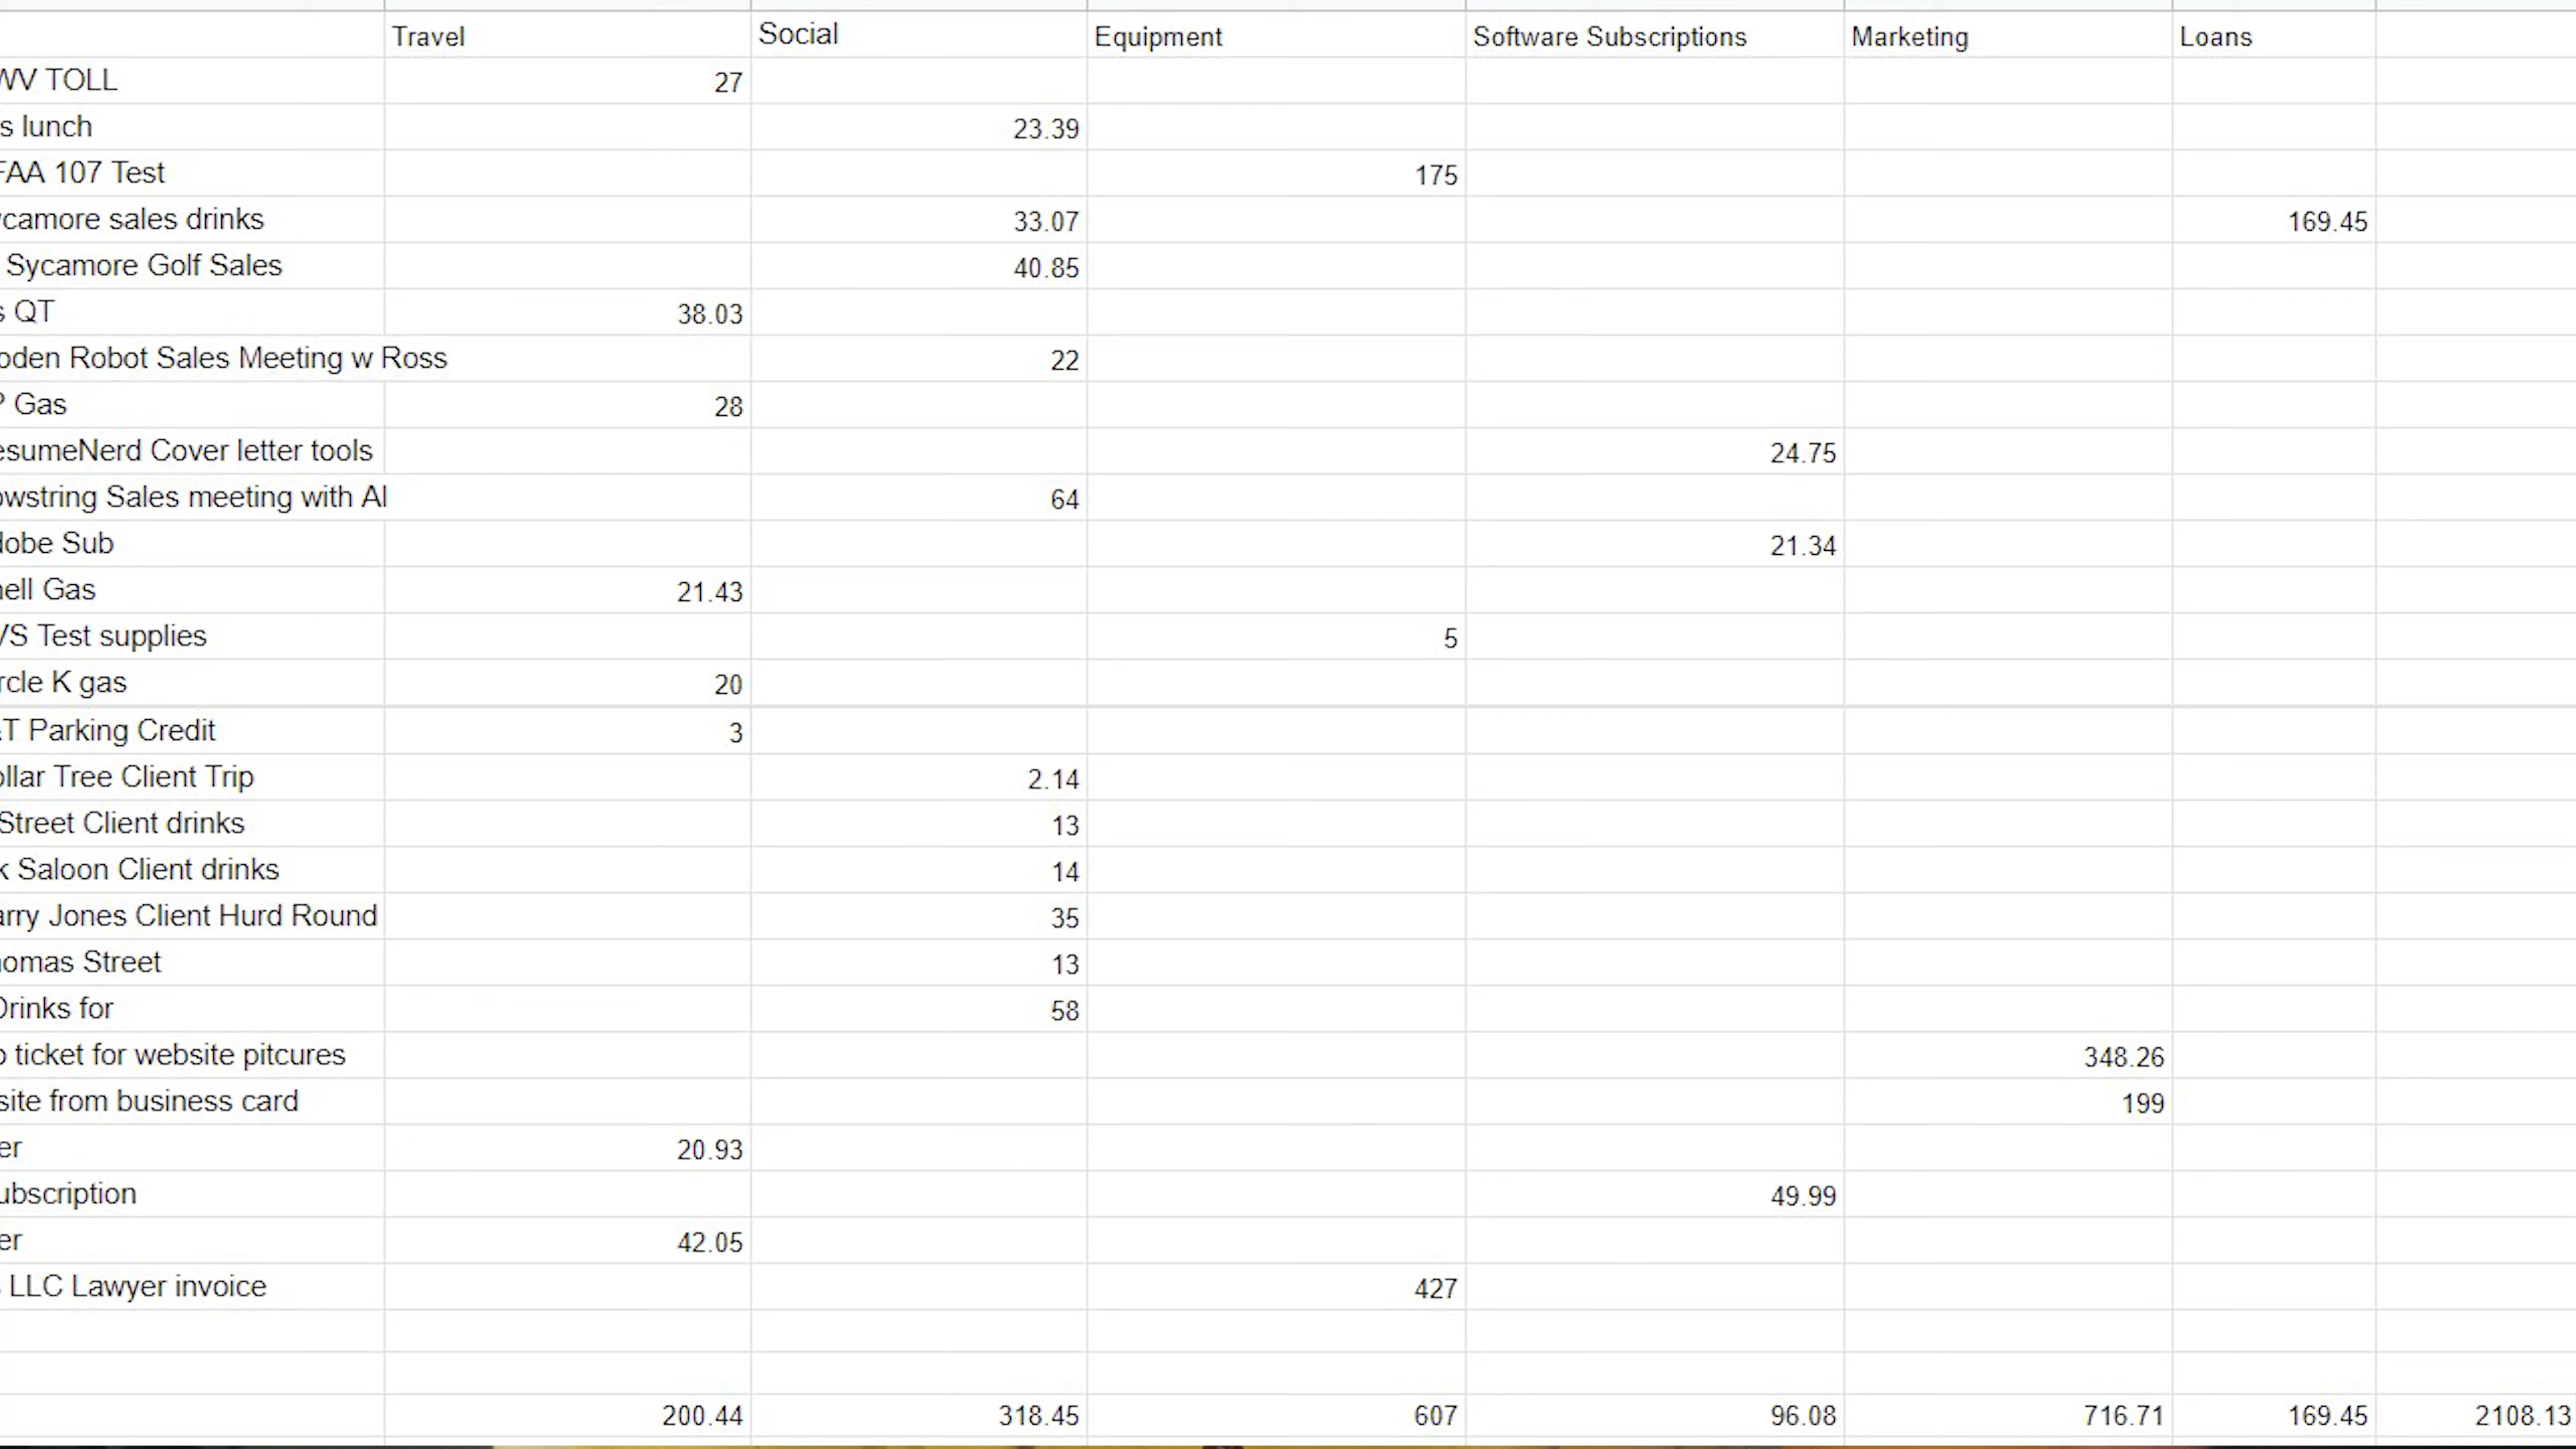 Travel Social Equipment Software Subscriptions Marketing Loans
WV TOLL 27
s lunch 23.39
FAA 107 Test 175
ycamore sales drinks 33.07 169.45
Sycamore Golf Sales 40.85
s QT 38.03
oden Robot Sales Meeting w Ross 22
P Gas 28
esumeNerd Cover letter tools 24.75
owstring Sales meeting with Al 64
dobe Sub 21.34
hell Gas 21.43
VS Test supplies 5
rcle K gas 20
&T Parking Credit 3
ollar Tree Client Trip 2.14
Street Client drinks 13
k Saloon Client drinks 14
arry Jones Client Hurd Round 35
homas Street 13
Drinks for 58
p ticket for website pitcures 348.26
site from business card 199
er 20.93
ubscription 49.99
er 42.05
LLC Lawyer invoice 427
200.44 318.45 607 96.08 716.71 169.45 2108.13